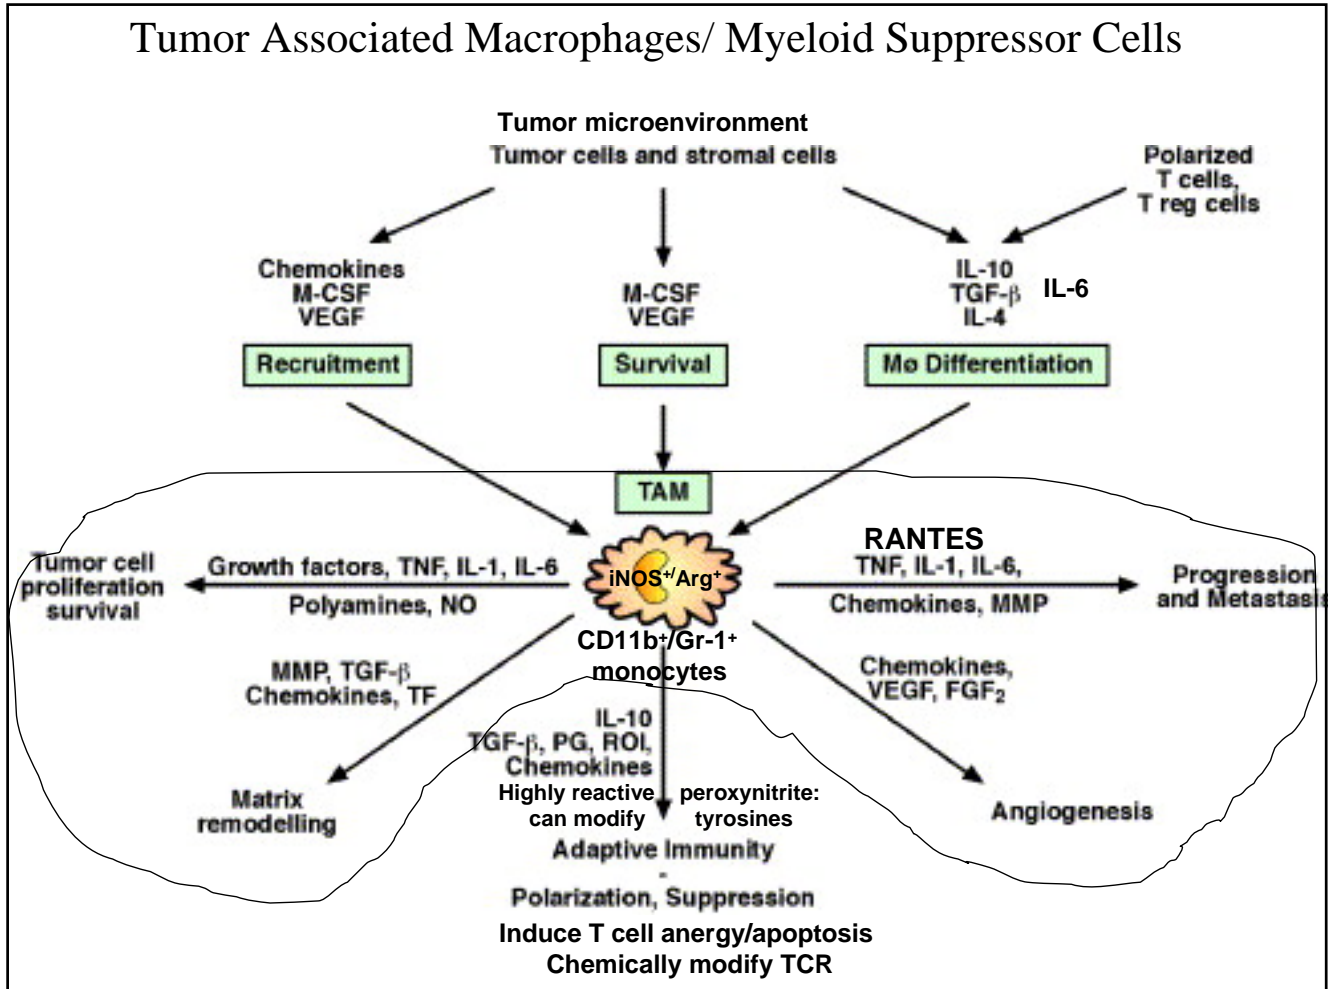 Tumor Associated Macrophages/ Myeloid Suppressor Cells
Tumor microenvironment
Tumor cells and stromal cells
Polarized
T cells,
T reg cells
Chemokines
M-CSF
VEGF
M-CSF
VEGF
IL-10
TGF-β
IL-4
IL-6
Recruitment
Survival
Mø Differentiation
TAM
Tumor cell
proliferation
survival
Growth factors, TNF, IL-1, IL-6
Polyamines, NO
iNOS⁺/Arg⁺
CD11b⁺/Gr-1⁺
monocytes
RANTES
TNF, IL-1, IL-6,
Chemokines, MMP
Progression
and Metastasis
MMP, TGF-β
Chemokines, TF
Matrix
remodelling
IL-10
TGF-β, PG, ROI,
Chemokines
Highly reactive peroxynitrite:
can modify tyrosines
Adaptive Immunity
-
Polarization, Suppression
Induce T cell anergy/apoptosis
Chemically modify TCR
Chemokines,
VEGF, FGF₂
Angiogenesis